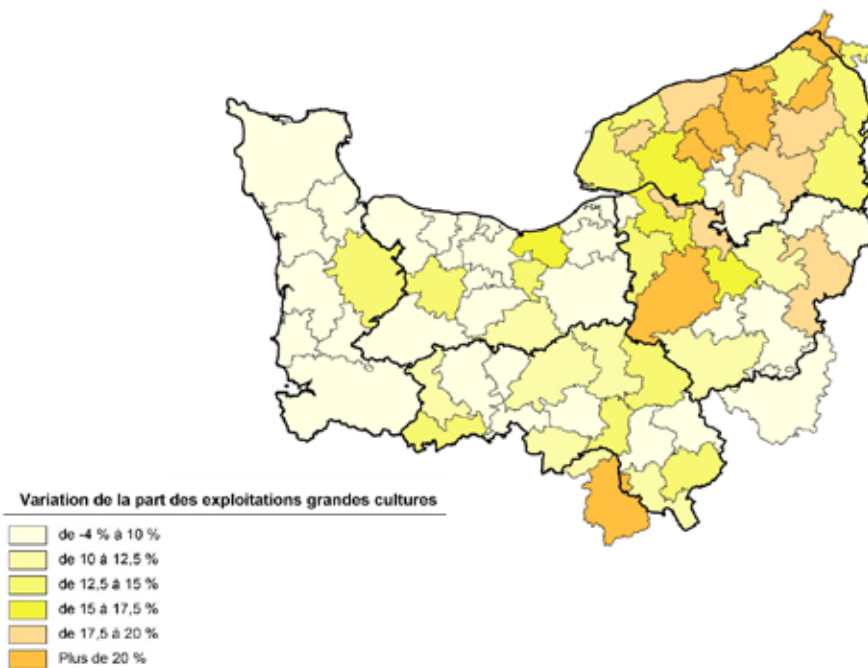 Variation de la part des exploitations grandes cultures
de -4 % à 10 %
de 10 à 12,5 %
de 12,5 à 15 %
de 15 à 17,5 %
de 17,5 à 20 %
Plus de 20 %